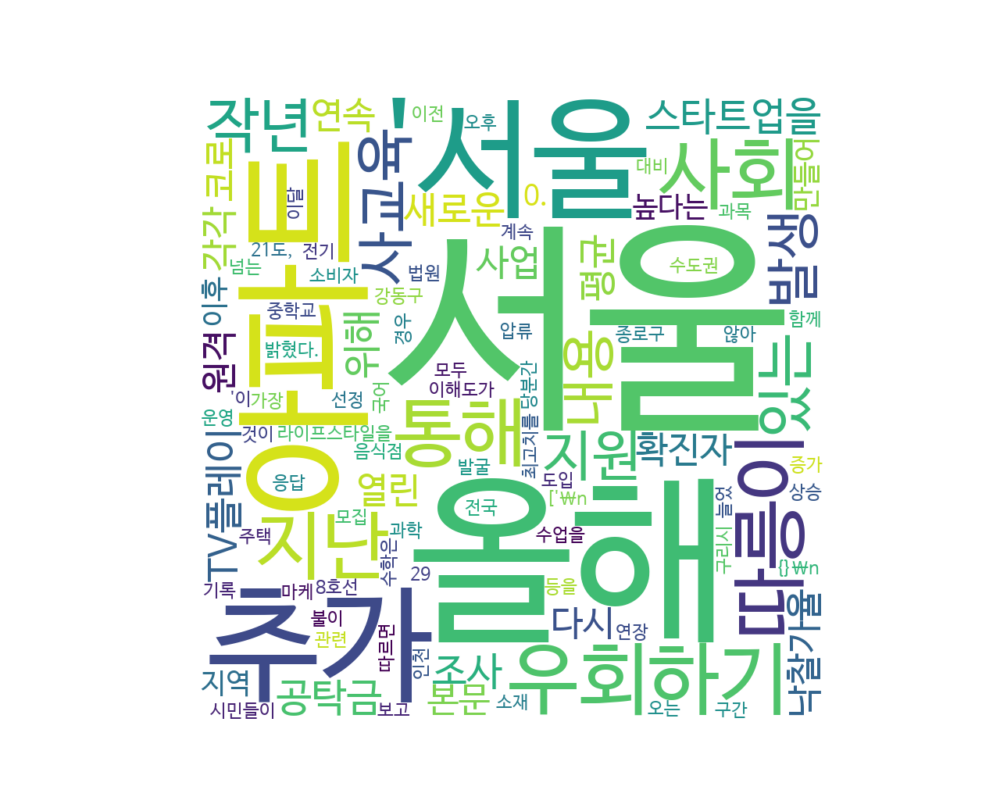 작년
연속
'
이전
오후
서울
스타트업을
코로
사교육
대비
사회
만들어
이달
새로운
0.
높다는
과목
각각
21도,
전기
계속
발생
넘는
소비자
법원
사업
평균
수도권
오르트
강동구
서울
이후
중학교
경우
압류
종로구
않아
함께
원격
밝혔다.
위해
내용
있는
모두
이해도가
'이
가장
선정
국어
운영
것이
라이프스타일을
통해
최고치를
당분간
지원
확진자
따릉이
음식점
TV플레이
응답
열린
발굴
도입
증가
전국
['₩n
늘었
상승
지난
모집
과학
올해
주택
수학은
수업을
구리시
{}₩n
29
기록
마케
8호선
등을
추가
불이
다시
연장
낙찰가율
관련
따르면
인천
조사
우회하기
지역
공탁금
본문
소재
시민들이
보고
오는
구간